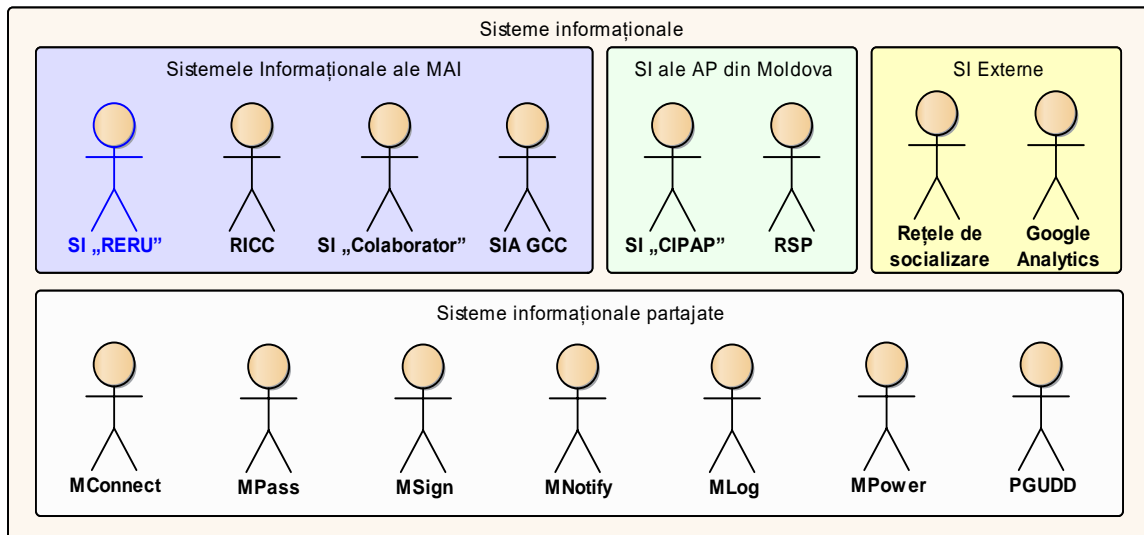 Sisteme informaționale
Sistemele Informaționale ale MAI
SI „RERU”
RICC
SI „Colaborator”
SIA GCC
SI ale AP din Moldova
SI „CIPAP”
RSP
SI Externe
Rețele de
socializare
Google
Analytics
Sisteme informaționale partajate
MConnect
MPass
MSign
MNotify
MLog
MPower
PGUDD